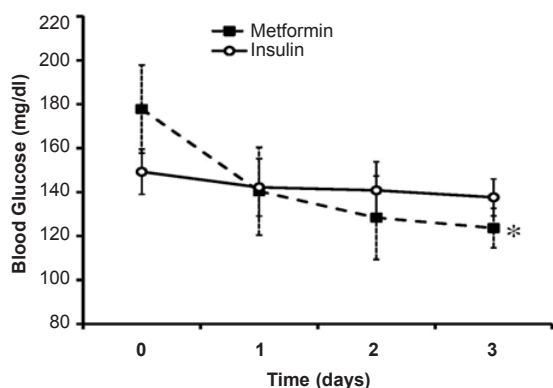 220
200
180
160
140
120
100
80
Blood Glucose (mg/dl)
Metformin
Insulin
*
0 1 2 3
Time (days)